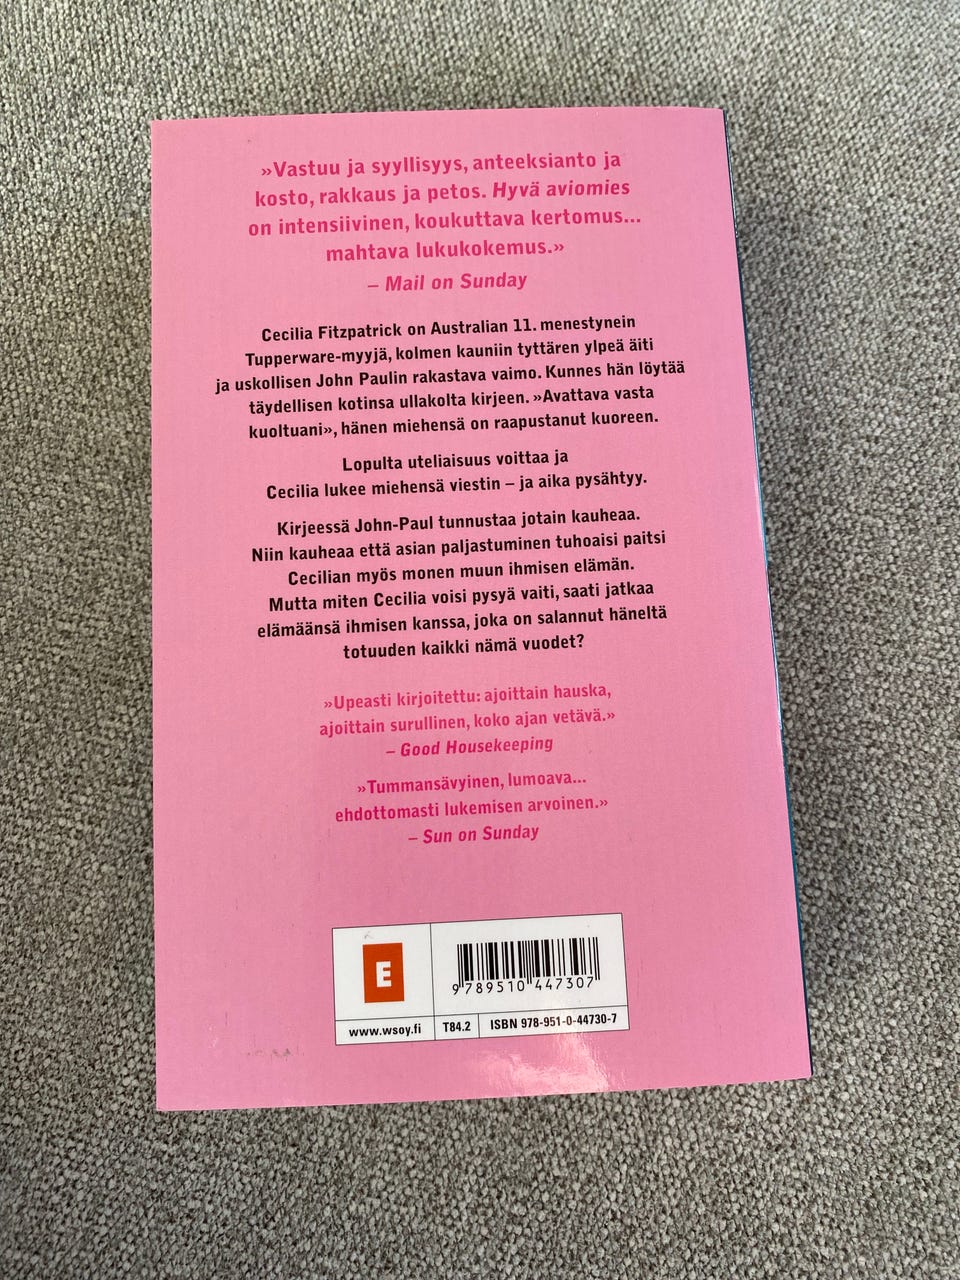 »Vastuu ja syyllisyys, anteeksianto ja
kosto, rakkaus ja petos. Hyvä aviomies
on intensiivinen, koukuttava kertomus...
mahtava lukukokemus.»
– Mail on Sunday
Cecilia Fitzpatrick on Australian 11. menestynein
Tupperware-myyjä, kolmen kauniin tyttären ylpeä äiti
ja uskollisen John Paulin rakastava vaimo. Kunnes hän löytää
täydellisen kotinsa ullakolta kirjeen. »Avattava vasta
kuoltuani», hänen miehensä on raapustanut kuoreen.
Lopulta uteliaisuus voittaa ja
Cecilia lukee miehensä viestin – ja aika pysähtyy.
Kirjeessä John-Paul tunnustaa jotain kauheaa.
Niin kauheaa että asian paljastuminen tuhoaisi paitsi
Cecilian myös monen muun ihmisen elämän.
Mutta miten Cecilia voisi pysyä vaiti, saati jatkaa
elämäänsä ihmisen kanssa, joka on salannut häneltä
totuuden kaikki nämä vuodet?
»Upeasti kirjoitettu: ajoittain hauska,
ajoittain surullinen, koko ajan vetävä.»
– Good Housekeeping
»Tummansävyinen, lumoava...
ehdottomasti lukemisen arvoinen.»
– Sun on Sunday
E
9 789510 447307
www.wsoy.fi
T84.2
ISBN 978-951-0-44730-7